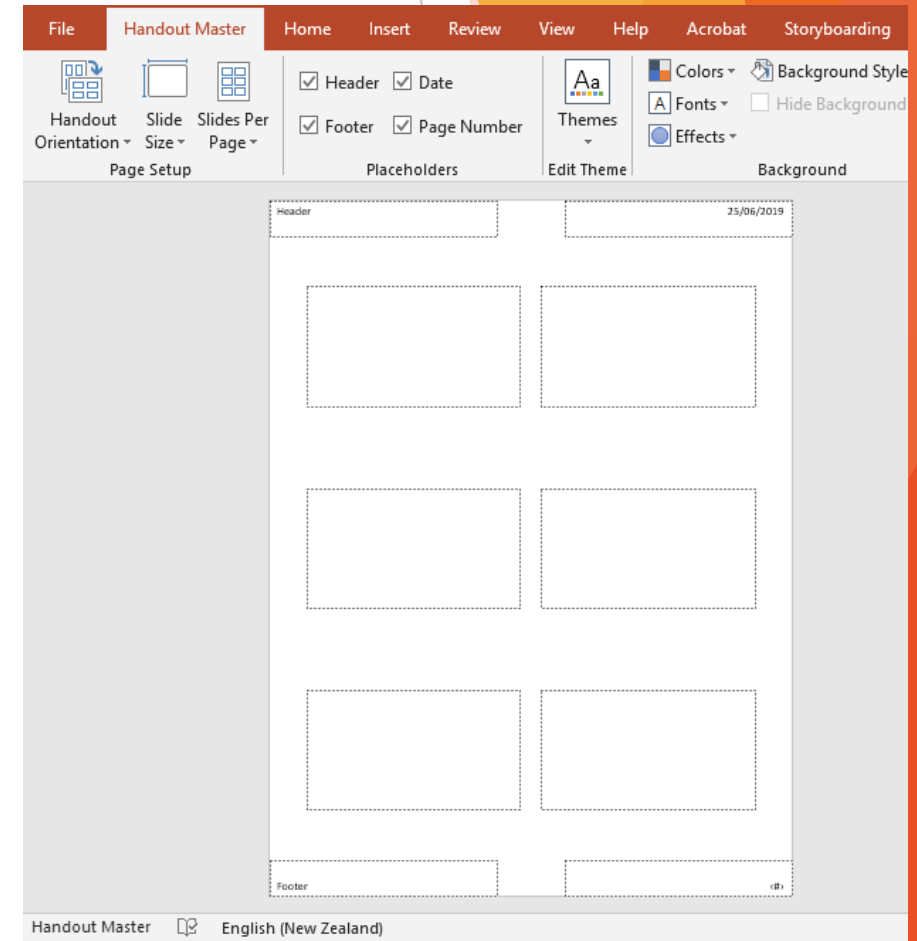 File Handout Master Home Insert Review View Help Acrobat Storyboarding
Handout Orientation
Slide Size
Slides Per Page
Page Setup
Header Date
Footer Page Number
Placeholders
Aa
Themes
Edit Theme
Colors Background Style
A Fonts Hide Background
Effects
Background
Header 25/06/2019
Footer ‹#›
Handout Master English (New Zealand)